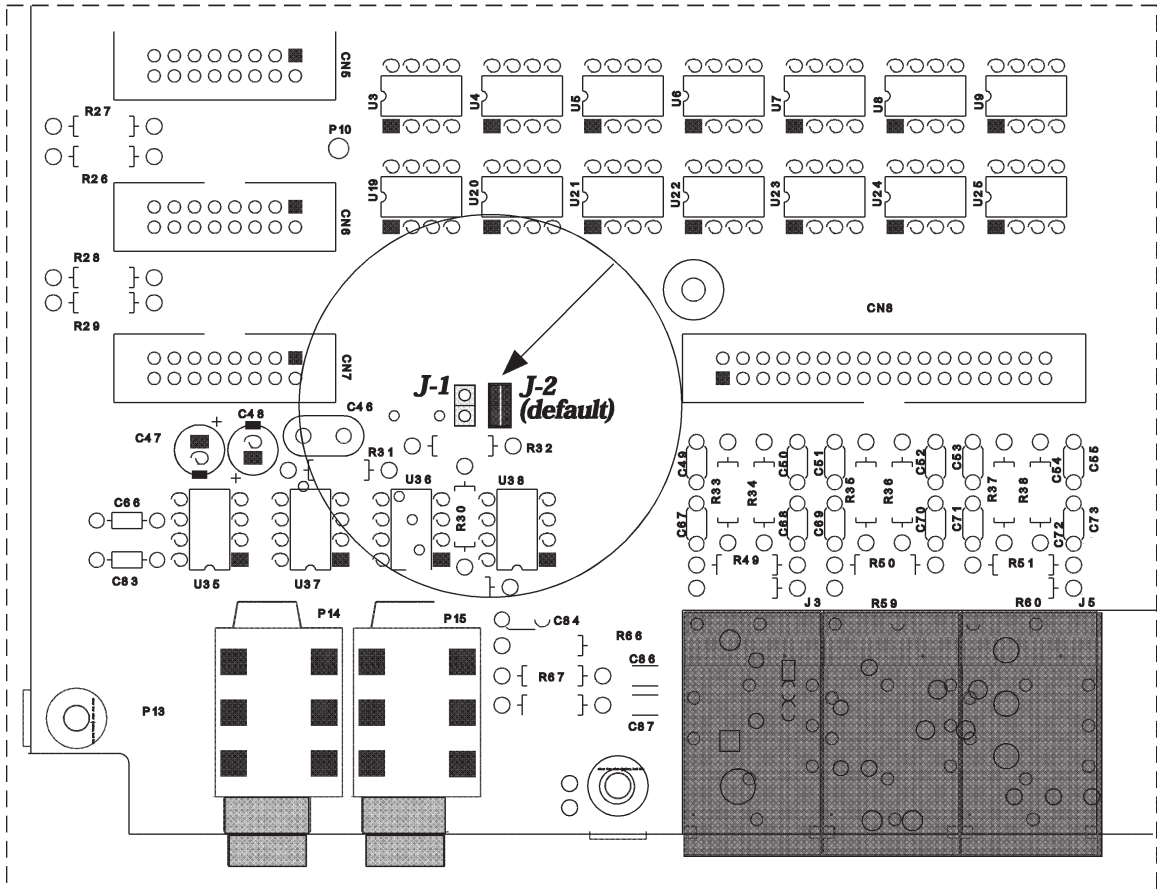 CN5
U3
U4
U5
U6
U7
U8
U9
R27
P10
R26
CN6
U19
U20
U21
U22
U23
U24
U25
R28
R29
CN7
CN8
J-1
J-2
(default)
C47
+
C48
+
C46
R31
R32
U36
U38
R30
C66
C83
U35
U37
C49
R33
R34
C50
C51
R35
R36
C52
C53
R37
R38
C54
C55
C67
C68
C69
C70
C71
C72
C73
R49
R50
R51
J3
R59
R60
J5
P14
P15
P13
C84
R66
R67
C86
C87